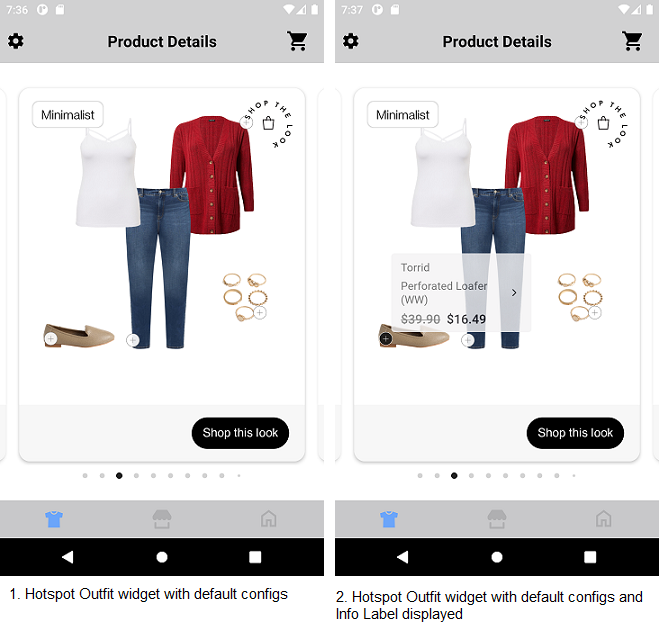 7:36
Product Details
Minimalist
SHOP THE LOOK
Shop this look
1. Hotspot Outfit widget with default configs
7:37
Product Details
Minimalist
SHOP THE LOOK
Torrid
Perforated Loafer
(WW)
$39.90 $16.49
Shop this look
2. Hotspot Outfit widget with default configs and
Info Label displayed